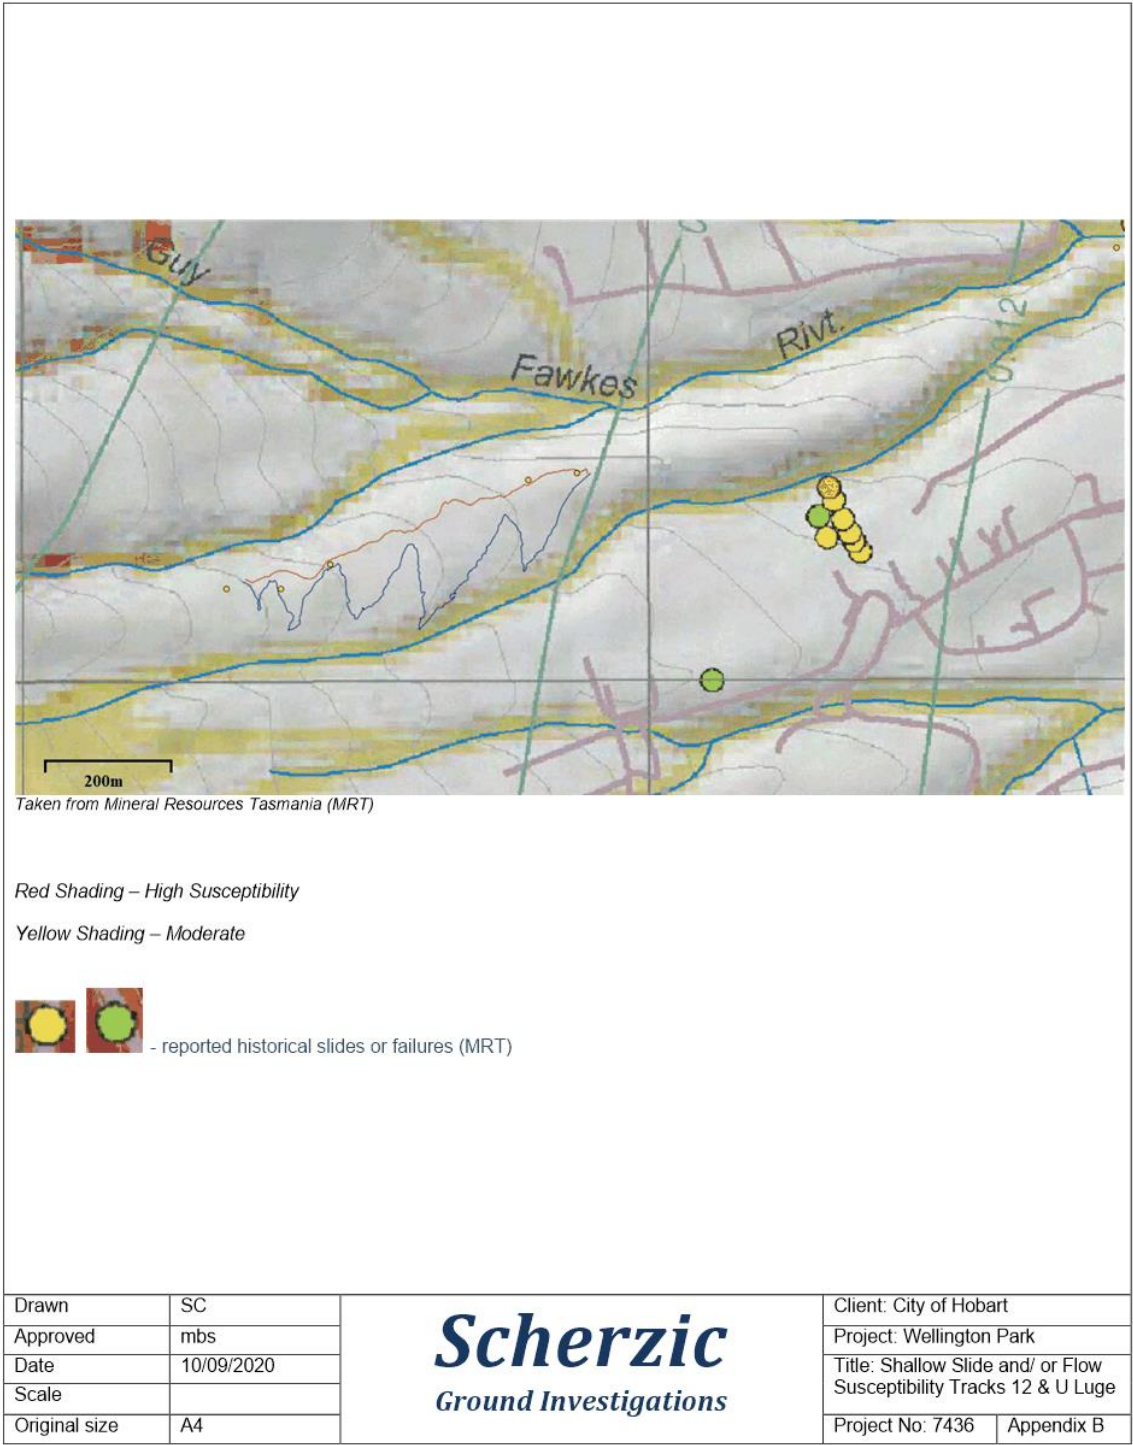 Guy
Fawkes
Rivt.
0.012
200m
Taken from Mineral Resources Tasmania (MRT)
Red Shading – High Susceptibility
Yellow Shading – Moderate
- reported historical slides or failures (MRT)
Drawn SC
Approved mbs
Date 10/09/2020
Scale
Original size A4
Scherzic
Ground Investigations
Client: City of Hobart
Project: Wellington Park
Title: Shallow Slide and/ or Flow
Susceptibility Tracks 12 & U Luge
Project No: 7436 Appendix B